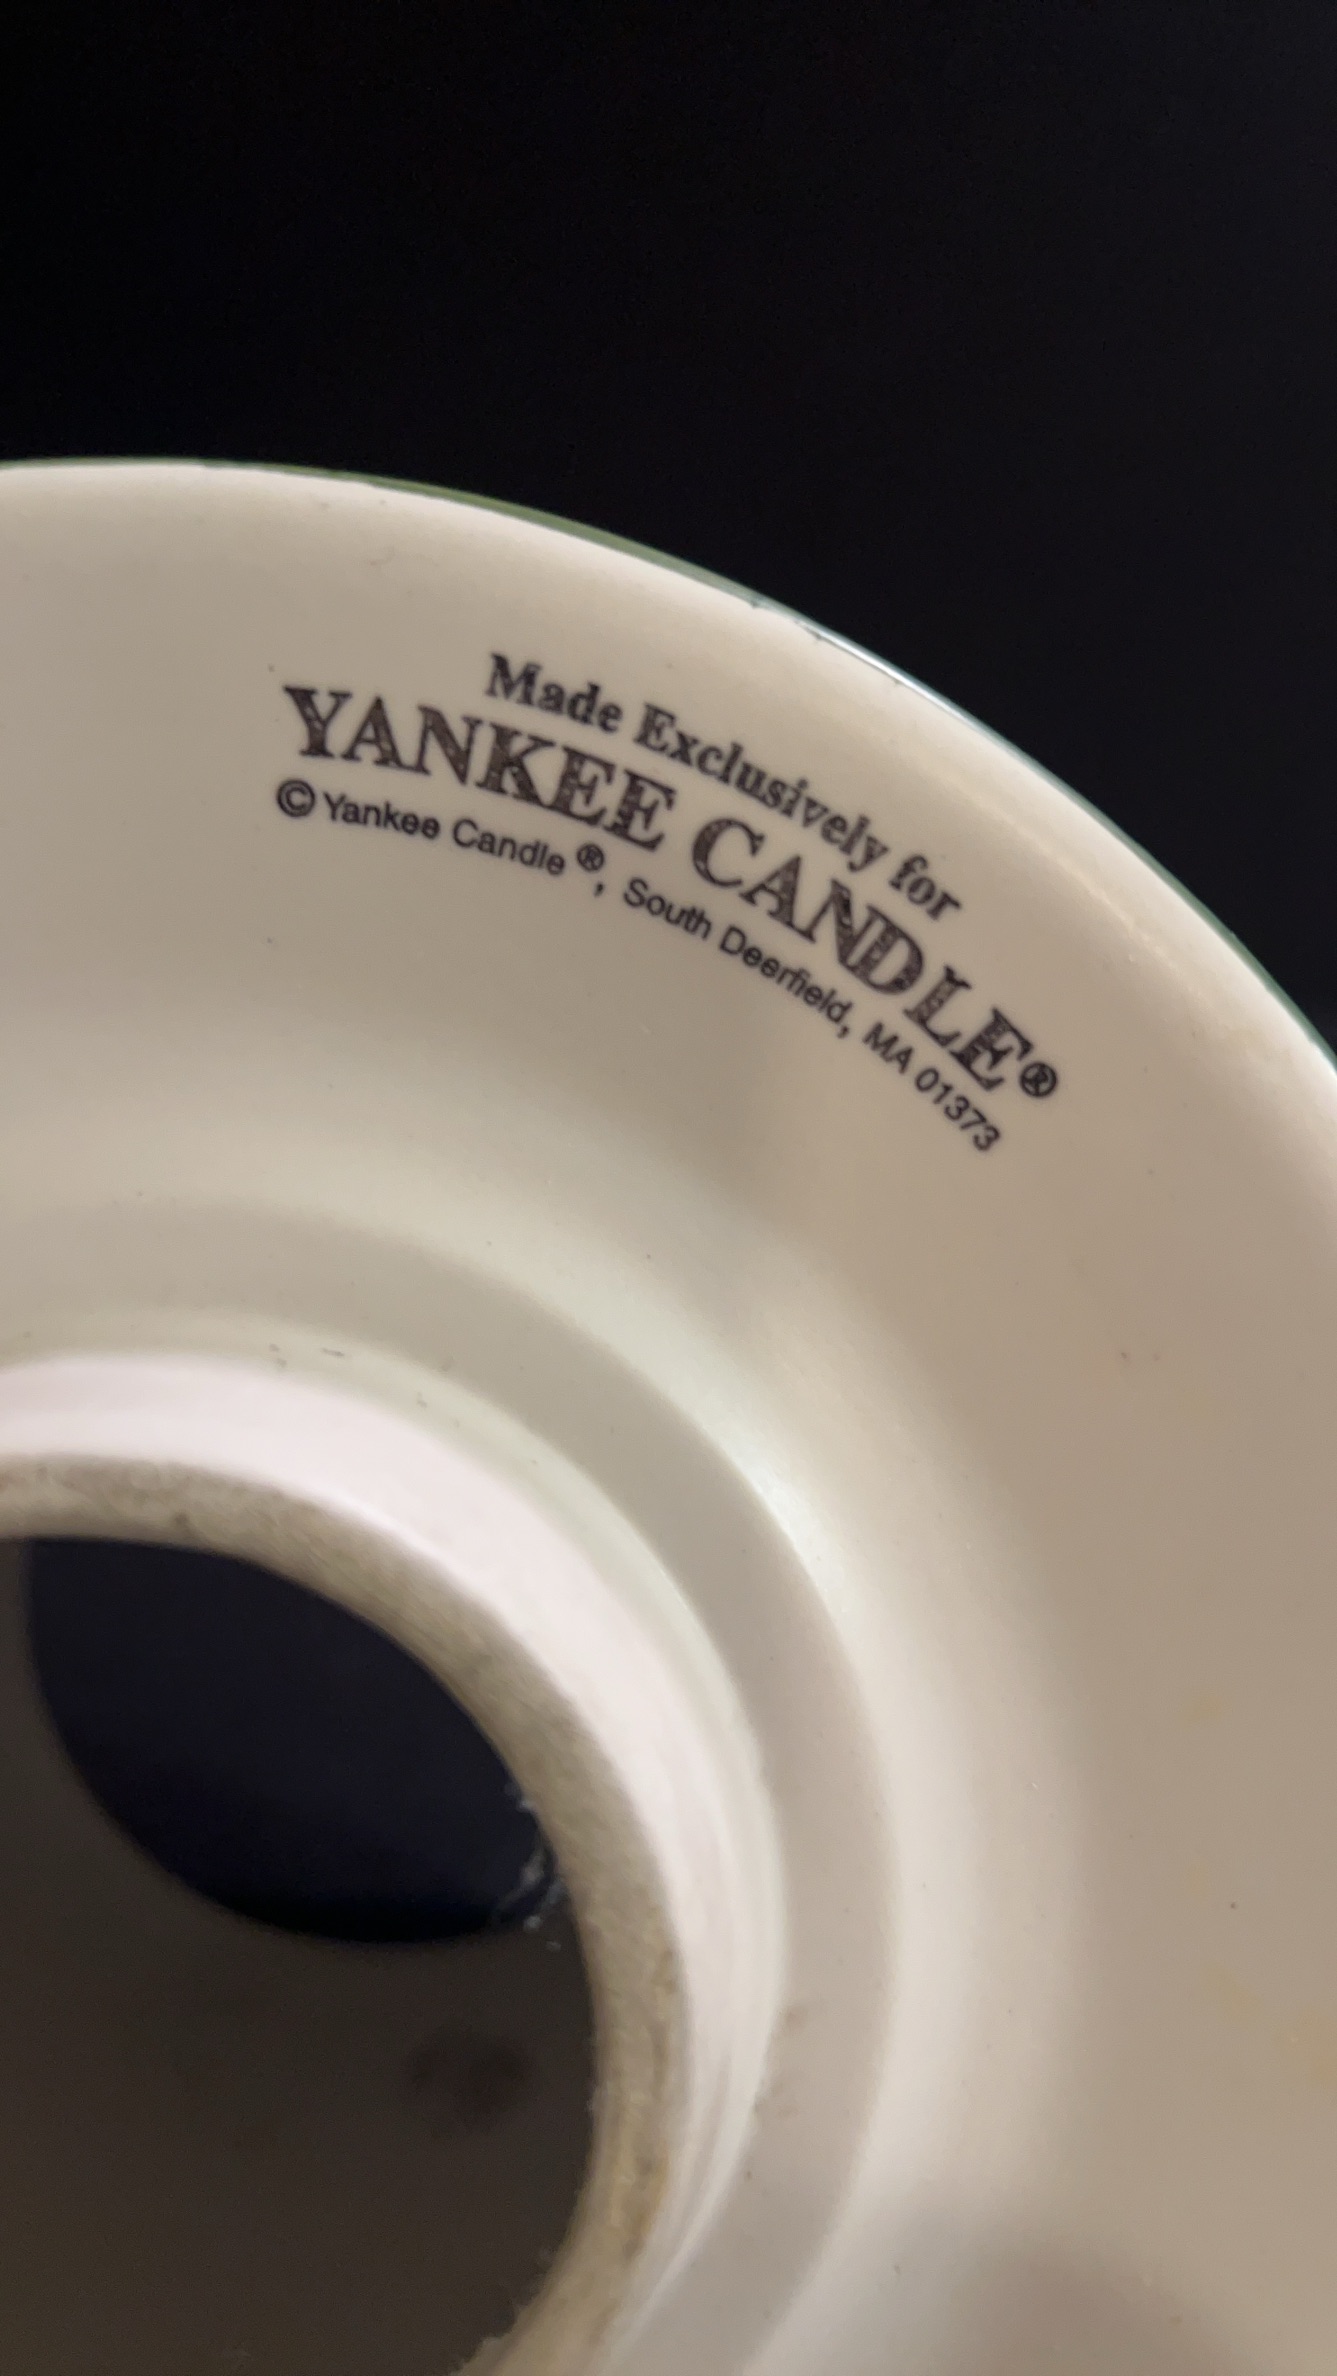 Made Exclusively for
YANKEE CANDLE®
© Yankee Candle®, South Deerfield, MA 01373